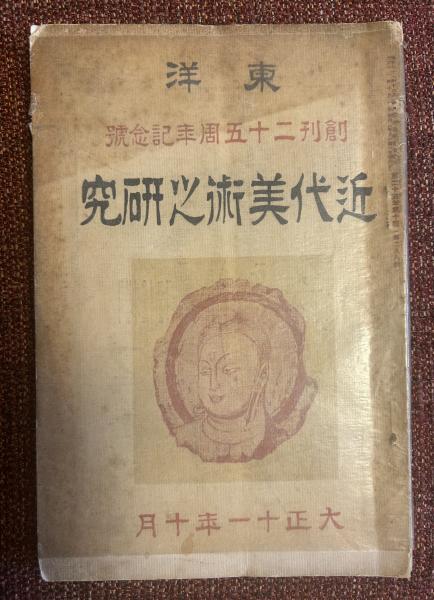 東洋
創刊二十五周年記念號
近代美術之研究
大正十一年十月